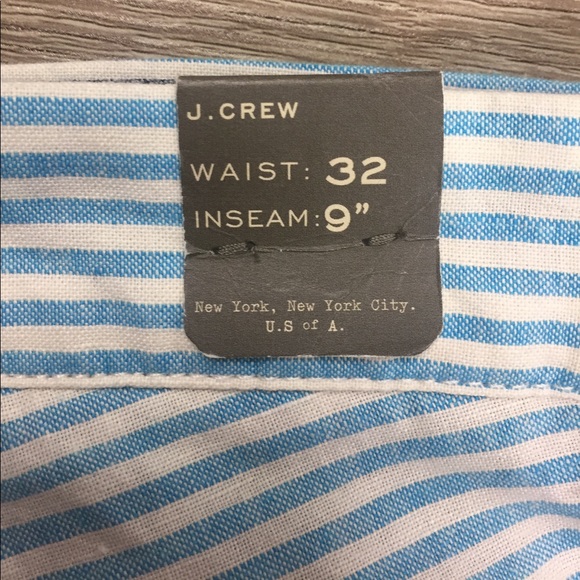 J.CREW
WAIST: 32
INSEAM: 9”
New York, New York City.
U.S of A.